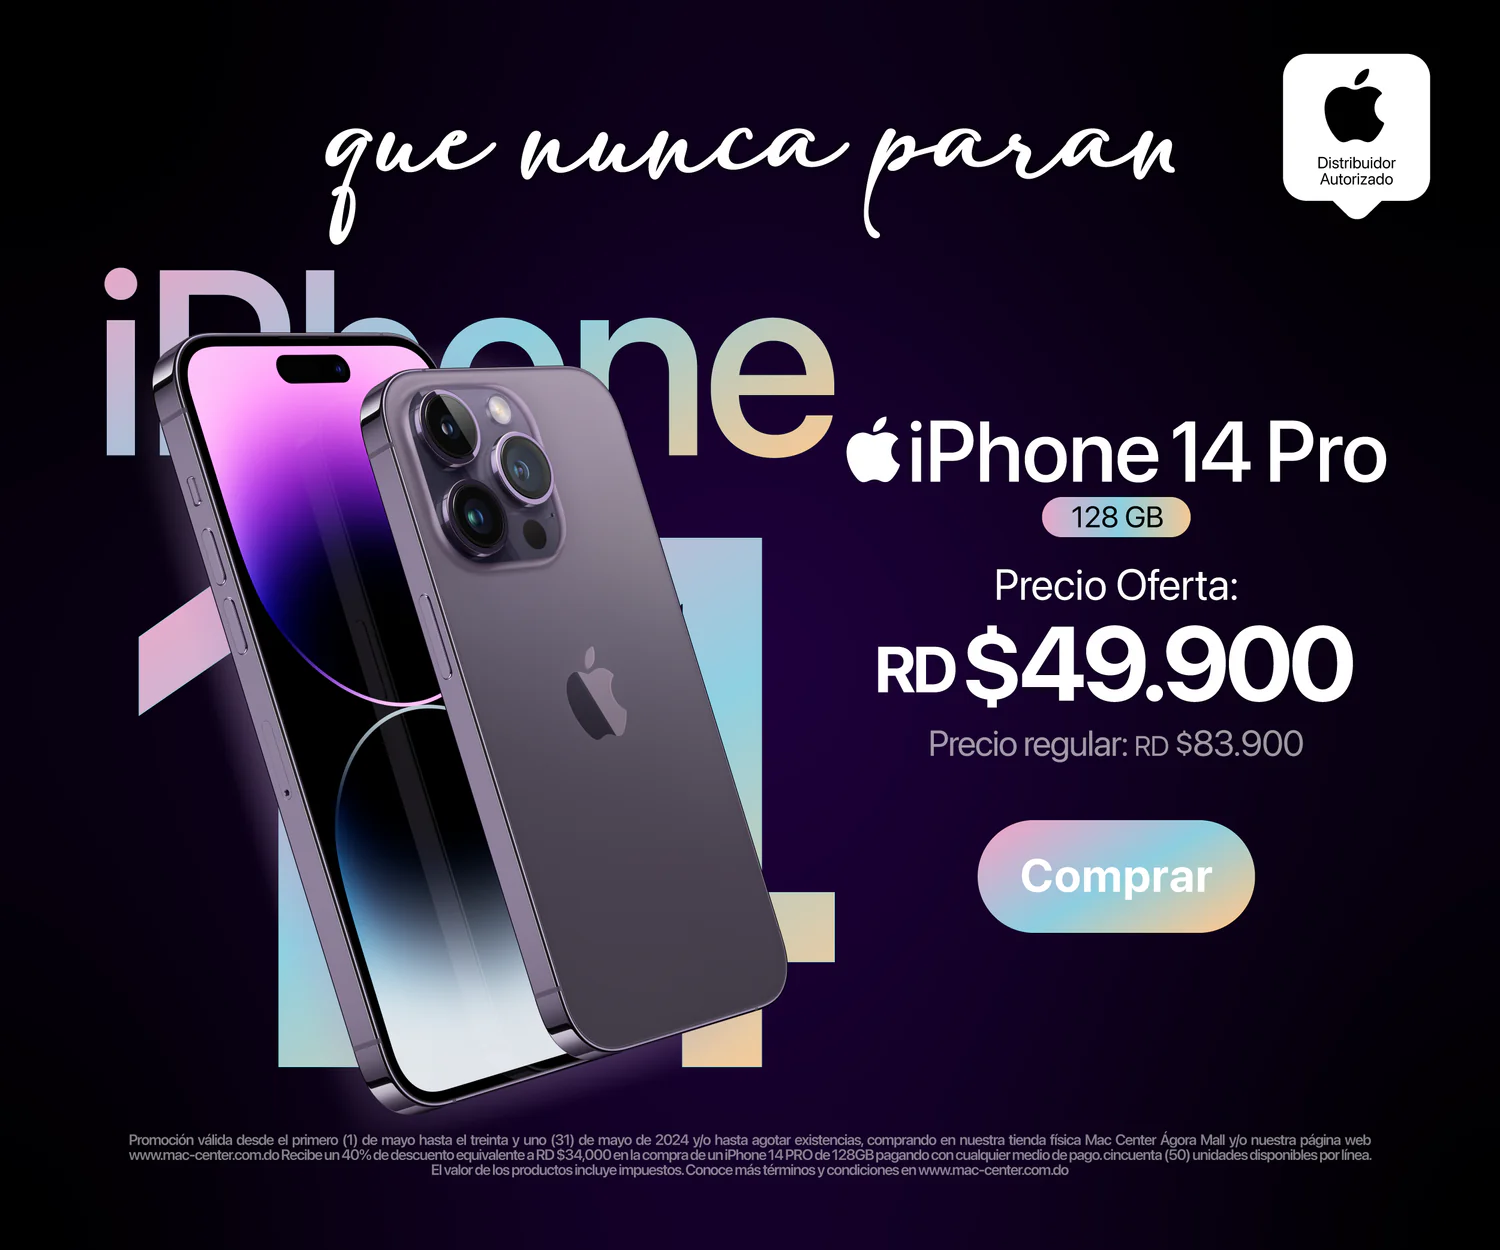 que nunca paran
Distribuidor
Autorizado
iPhone
14
iPhone 14 Pro
128 GB
Precio Oferta:
RD $49.900
Precio regular: RD $83.900
Comprar
Promoción válida desde el primero (1) de mayo hasta el treinta y uno (31) de mayo de 2024 y/o hasta agotar existencias, comprando en nuestra tienda física Mac Center Ágora Mall y/o nuestra página web
www.mac-center.com.do Recibe un 40% de descuento equivalente a RD $34,000 en la compra de un iPhone 14 PRO de 128GB pagando con cualquier medio de pago. cincuenta (50) unidades disponibles por línea.
El valor de los productos incluye impuestos. Conoce más términos y condiciones en www.mac-center.com.do